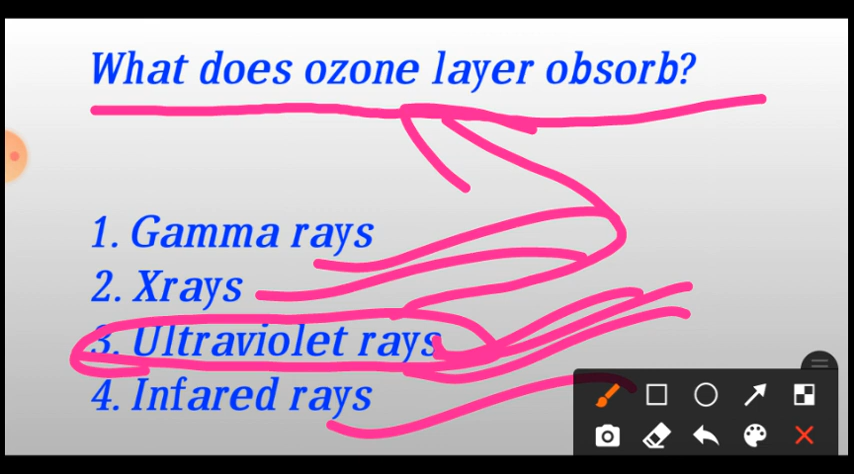 What does ozone layer obsorb?
1. Gamma rays
2. Xrays
3. Ultraviolet rays
4. Infared rays